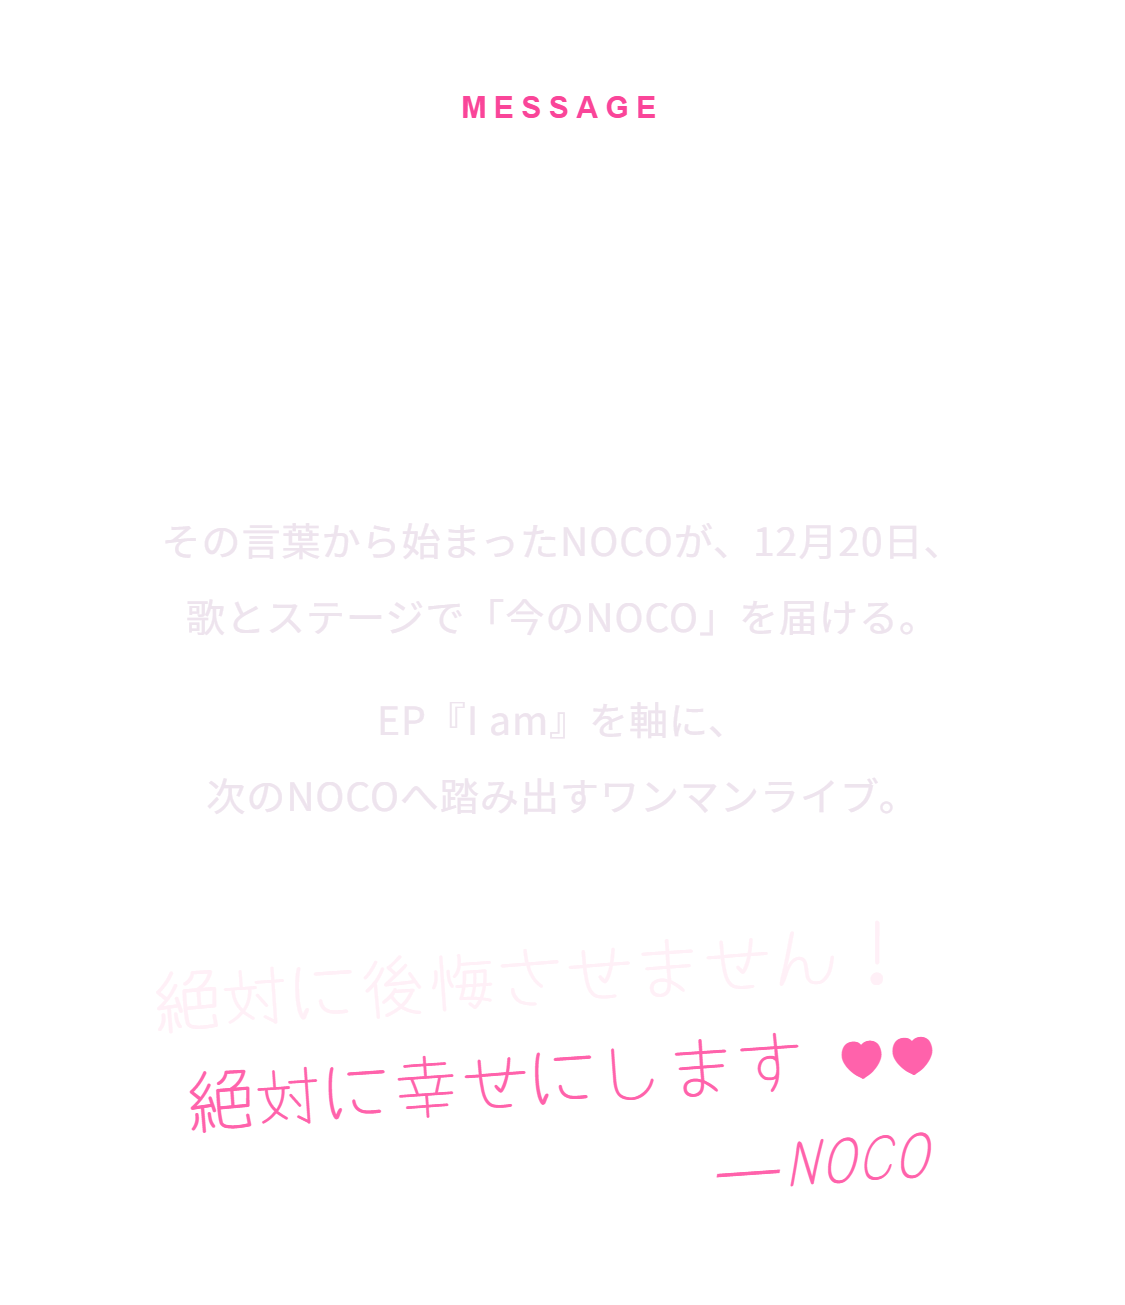 MESSAGE
その言葉から始まったNOCOが、12月20日、
歌とステージで「今のNOCO」を届ける。
EP『I am』を軸に、
次のNOCOへ踏み出すワンマンライブ。
絶対に後悔させません！
絶対に幸せにします ♥♥
—NOCO